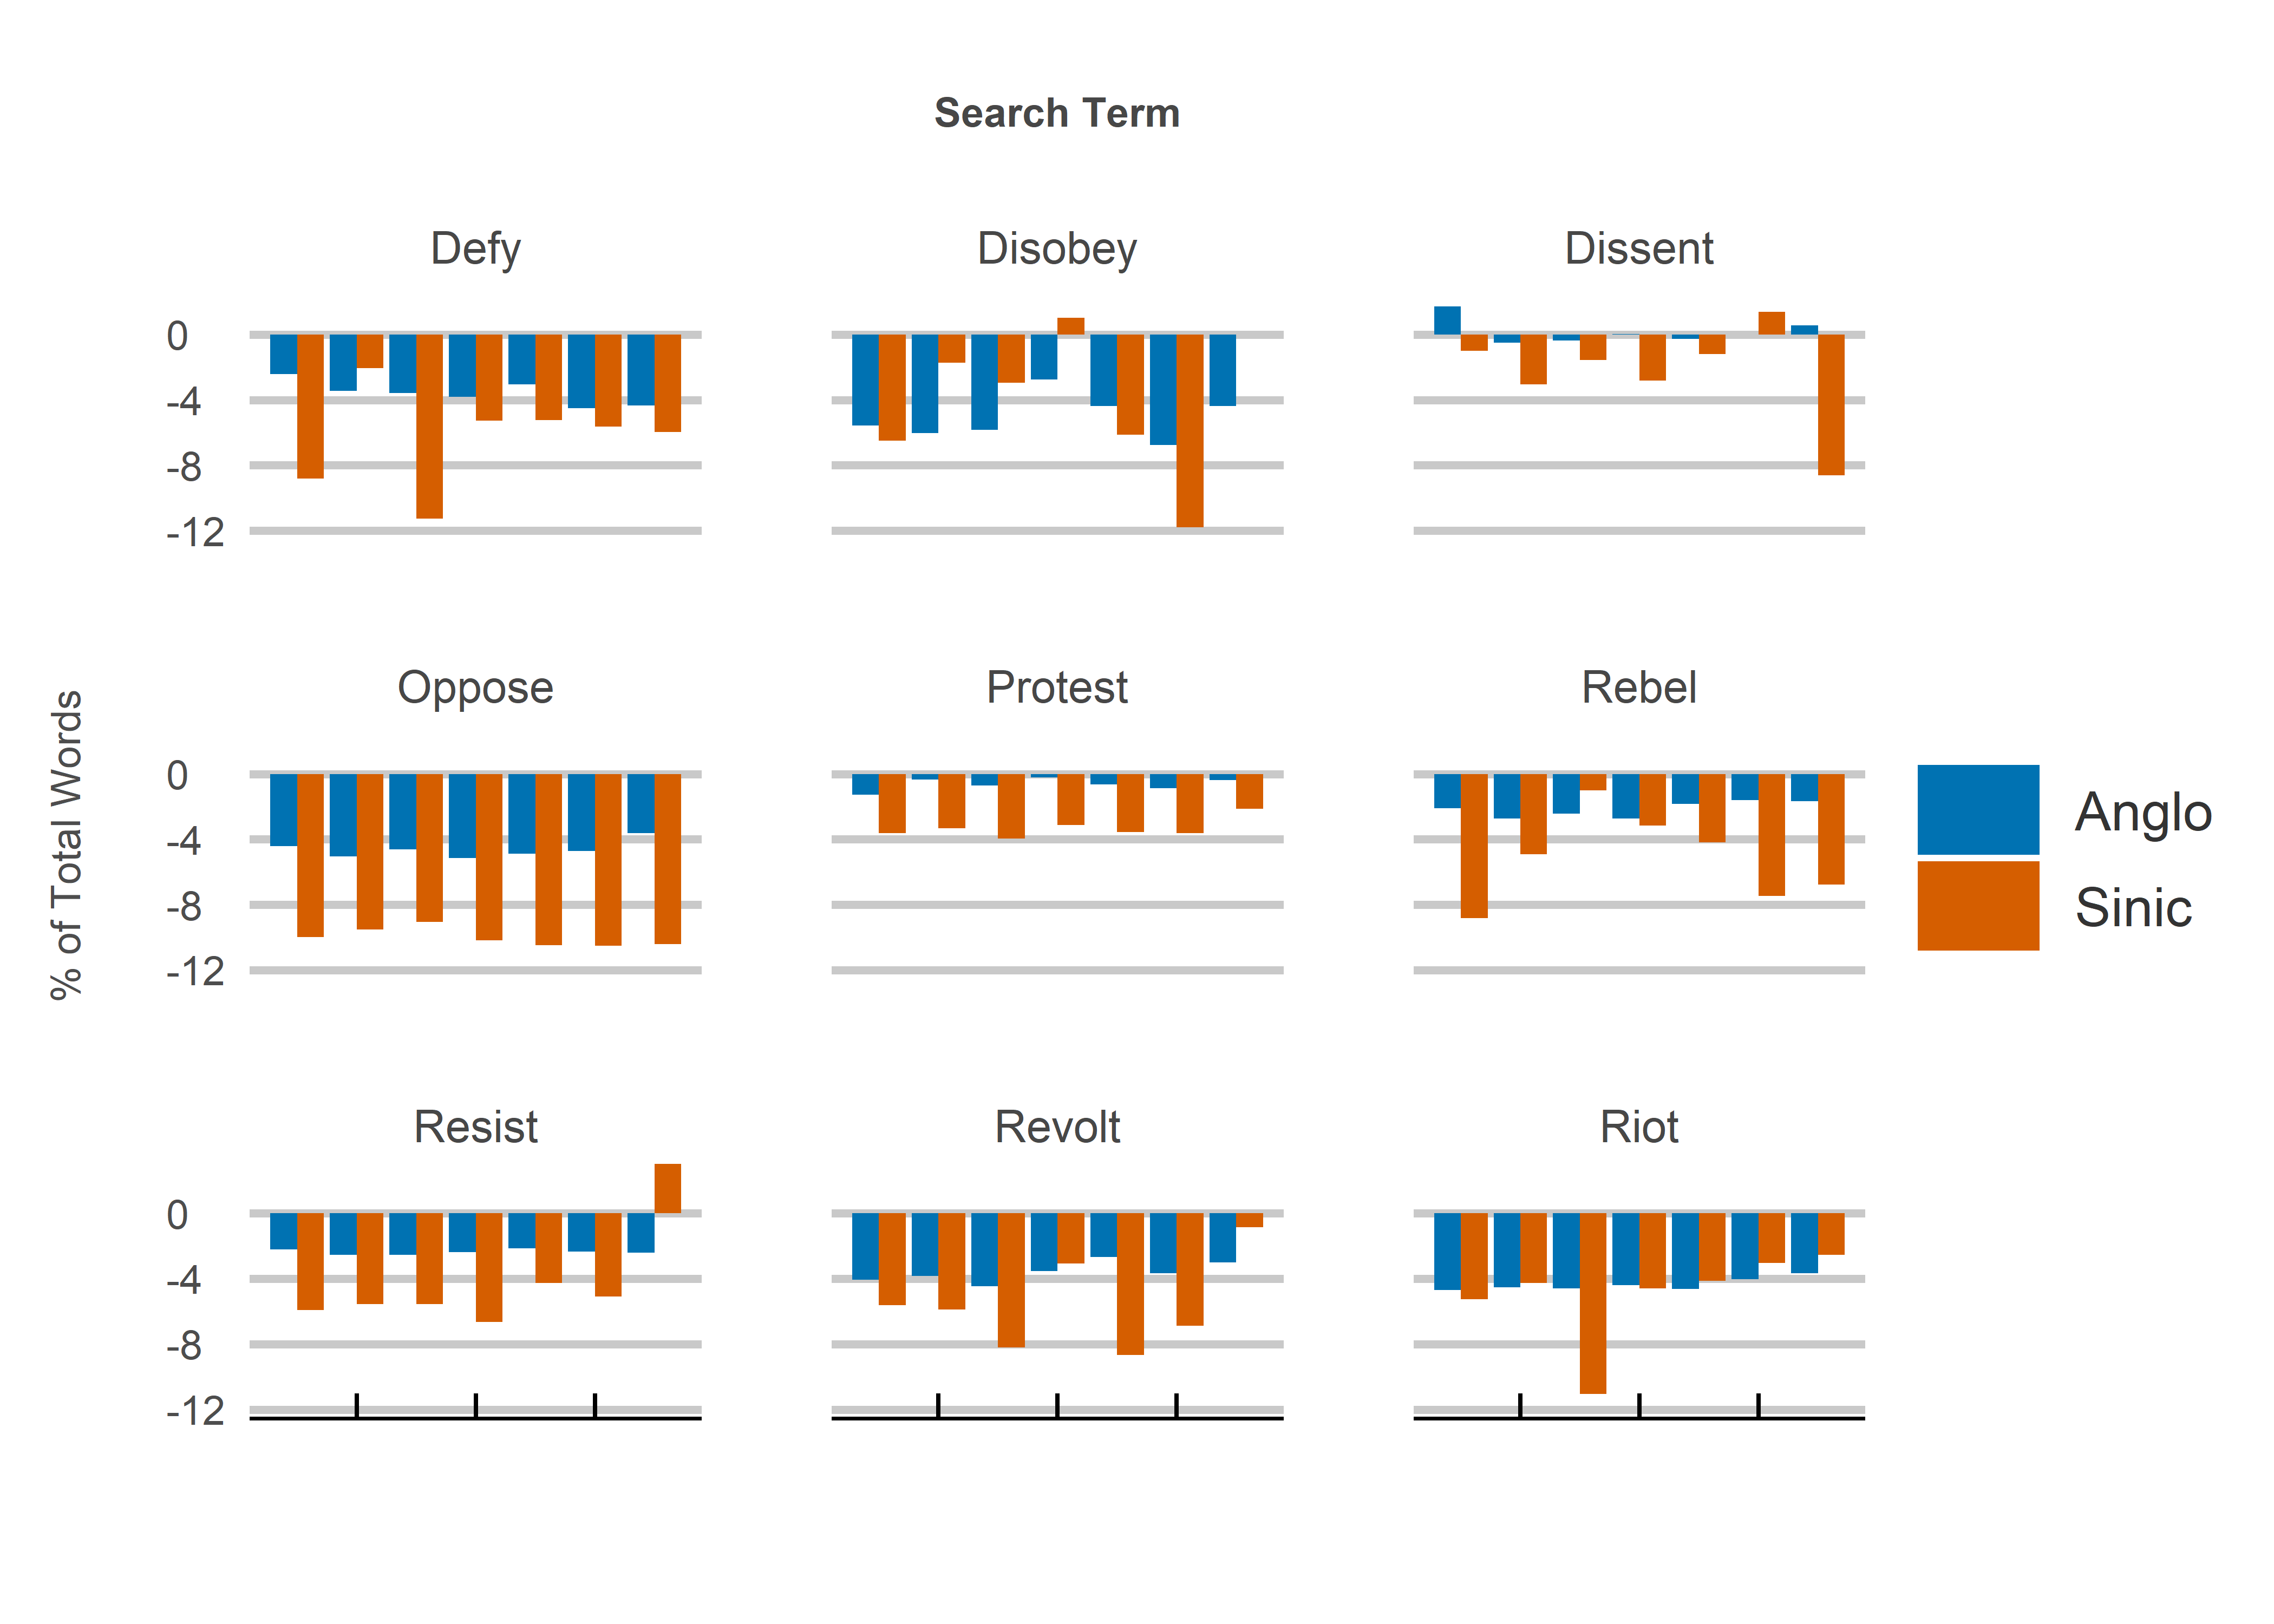 Search Term
Defy
Disobey
Dissent
0
-4
-8
-12
Oppose
Protest
Rebel
% of Total Words
0
-4
-8
-12
Anglo
Sinic
Resist
Revolt
Riot
0
-4
-8
-12